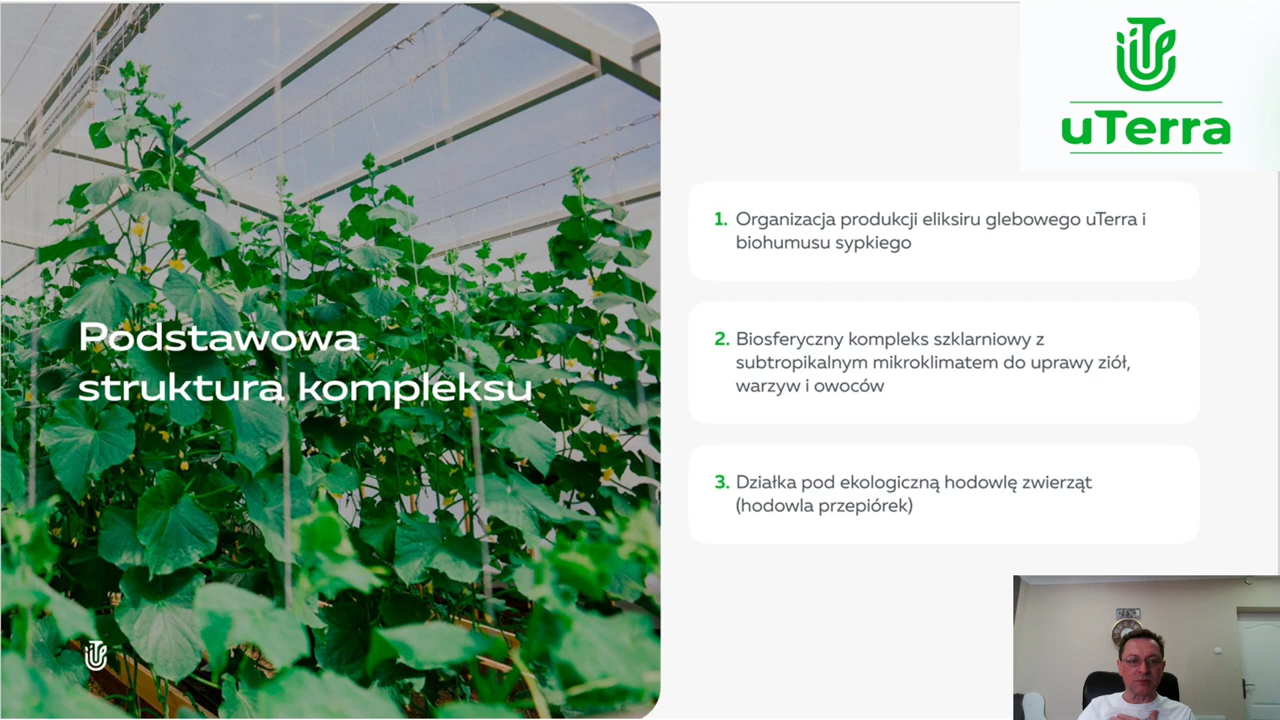 Podstawowa
struktura kompleksu
uTerra
1. Organizacja produkcji eliksiru glebowego uTerra i
biohumusu sypkiego
2. Biosferyczny kompleks szklarniowy z
subtropikalnym mikroklimatem do uprawy ziół,
warzyw i owoców
3. Działka pod ekologiczną hodowlę zwierząt
(hodowla przepiórek)